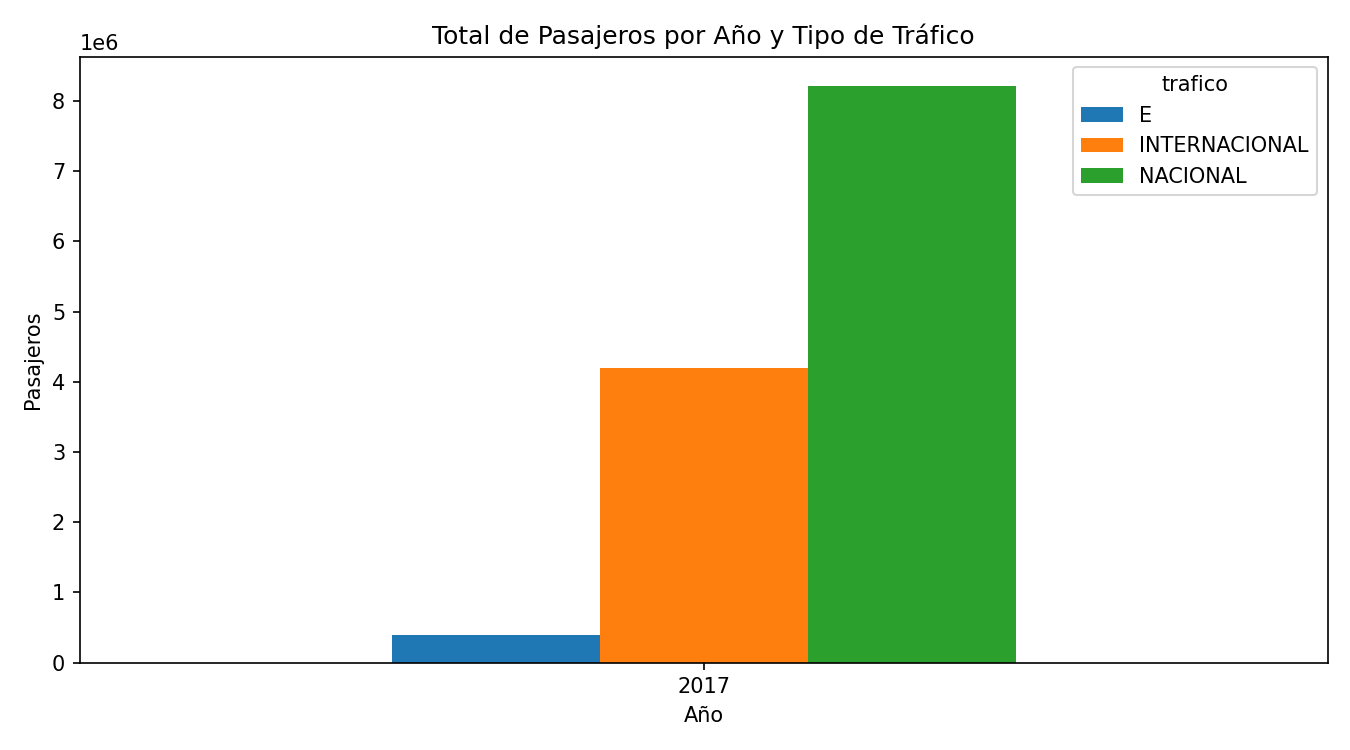 Total de Pasajeros por Año y Tipo de Tráfico
1e6
trafico
E
INTERNACIONAL
NACIONAL
8
7
6
5
4
3
2
1
0
Pasajeros
2017
Año